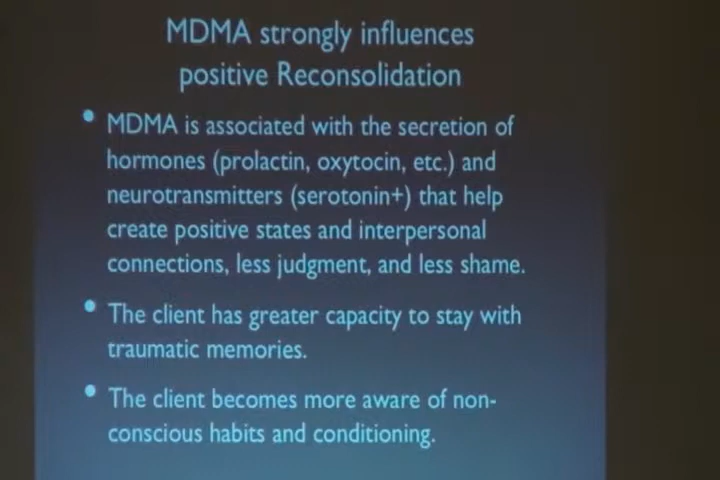 MDMA strongly influences
positive Reconsolidation
• MDMA is associated with the secretion of
hormones (prolactin, oxytocin, etc.) and
neurotransmitters (serotonin+) that help
create positive states and interpersonal
connections, less judgment, and less shame.
• The client has greater capacity to stay with
traumatic memories.
• The client becomes more aware of non-
conscious habits and conditioning.